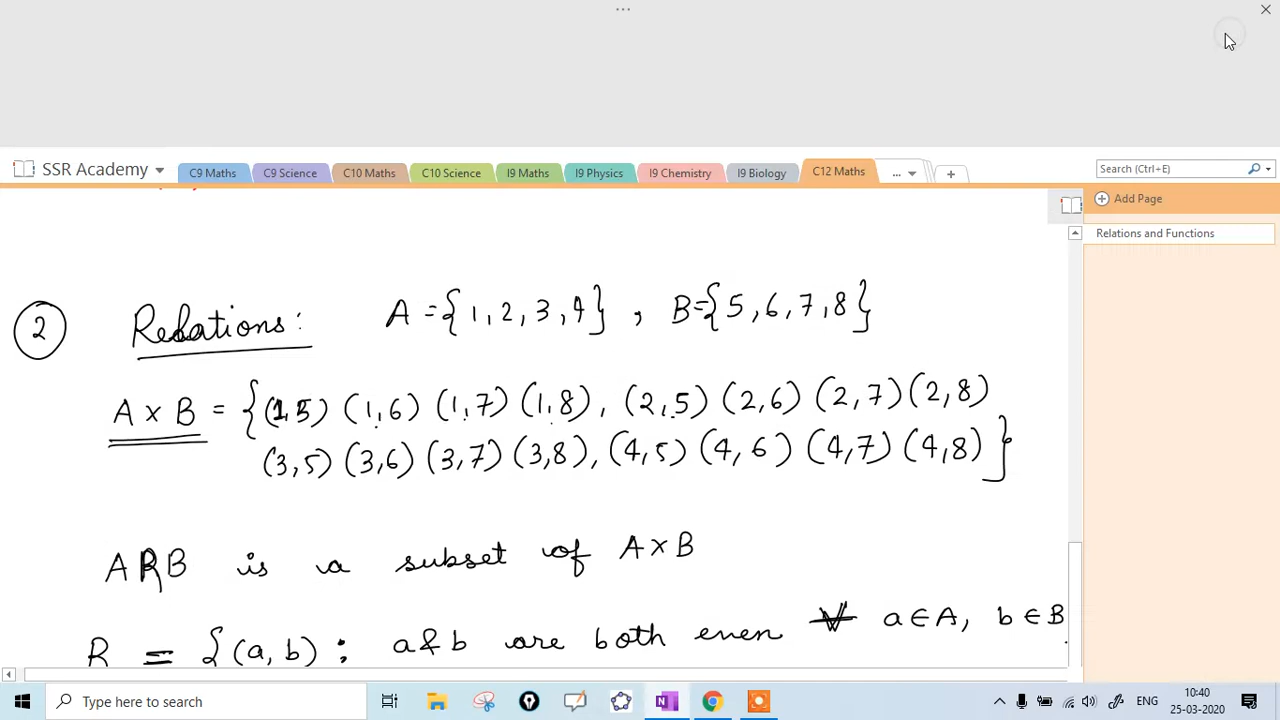 SSR Academy
C9 Maths C9 Science C10 Maths C10 Science I9 Maths I9 Physics I9 Chemistry I9 Biology C12 Maths ...
Search (Ctrl+E)
Add Page
Relations and Functions
2 Relations: A = {1, 2, 3, 4}, B = {5, 6, 7, 8}
A × B = {(1,5) (1,6) (1,7) (1,8), (2,5) (2,6) (2,7) (2,8)
(3,5) (3,6) (3,7) (3,8), (4,5) (4,6) (4,7) (4,8)}
A R B is a subset of A × B
R = {(a, b) : a & b are both even ∀ a ∈ A, b ∈ B.
Type here to search
ENG
10:40
25-03-2020